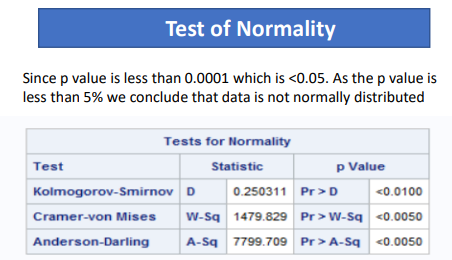 Test of Normality
Since p value is less than 0.0001 which is <0.05. As the p value is
less than 5% we conclude that data is not normally distributed
Tests for Normality
Test Statistic p Value
Kolmogorov-Smirnov D 0.250311 Pr > D <0.0100
Cramer-von Mises W-Sq 1479.829 Pr > W-Sq <0.0050
Anderson-Darling A-Sq 7799.709 Pr > A-Sq <0.0050